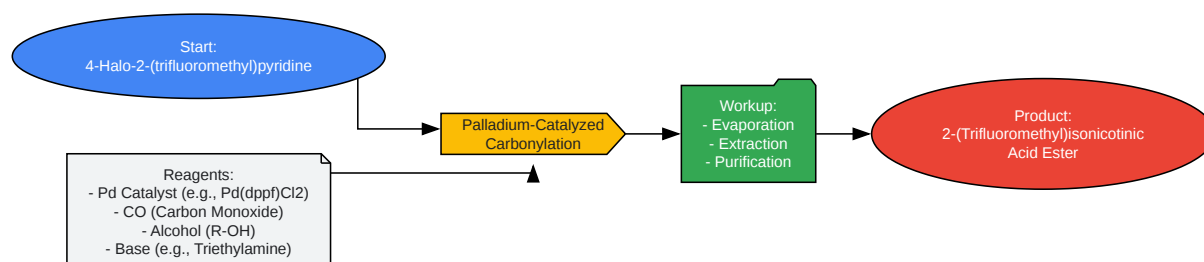 Start:
4-Halo-2-(trifluoromethyl)pyridine
Palladium-Catalyzed
Carbonylation
Workup:
- Evaporation
- Extraction
- Purification
Product:
2-(Trifluoromethyl)isonicotinic
Acid Ester
Reagents:
- Pd Catalyst (e.g., Pd(dppf)Cl2)
- CO (Carbon Monoxide)
- Alcohol (R-OH)
- Base (e.g., Triethylamine)